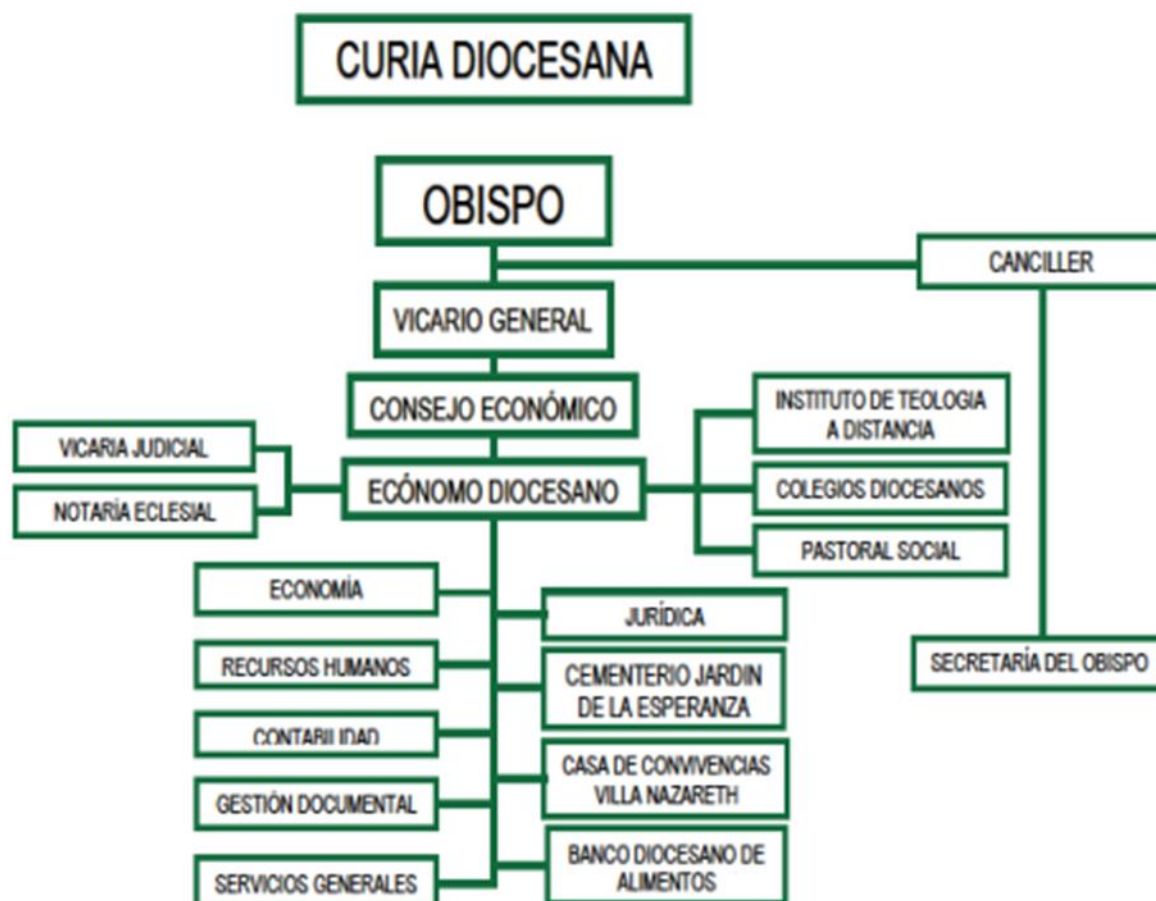 CURIA DIOCESANA
OBISPO
CANCILLER
VICARIO GENERAL
CONSEJO ECONÓMICO
INSTITUTO DE TEOLOGIA
A DISTANCIA
VICARIA JUDICIAL
ECÓNOMO DIOCESANO
COLEGIOS DIOCESANOS
NOTARÍA ECLESIAL
PASTORAL SOCIAL
ECONOMÍA
JURÍDICA
RECURSOS HUMANOS
CEMENTERIO JARDIN
DE LA ESPERANZA
SECRETARÍA DEL OBISPO
CONTABILIDAD
CASA DE CONVIVENCIAS
VILLA NAZARETH
GESTIÓN DOCUMENTAL
BANCO DIOCESANO DE
ALIMENTOS
SERVICIOS GENERALES